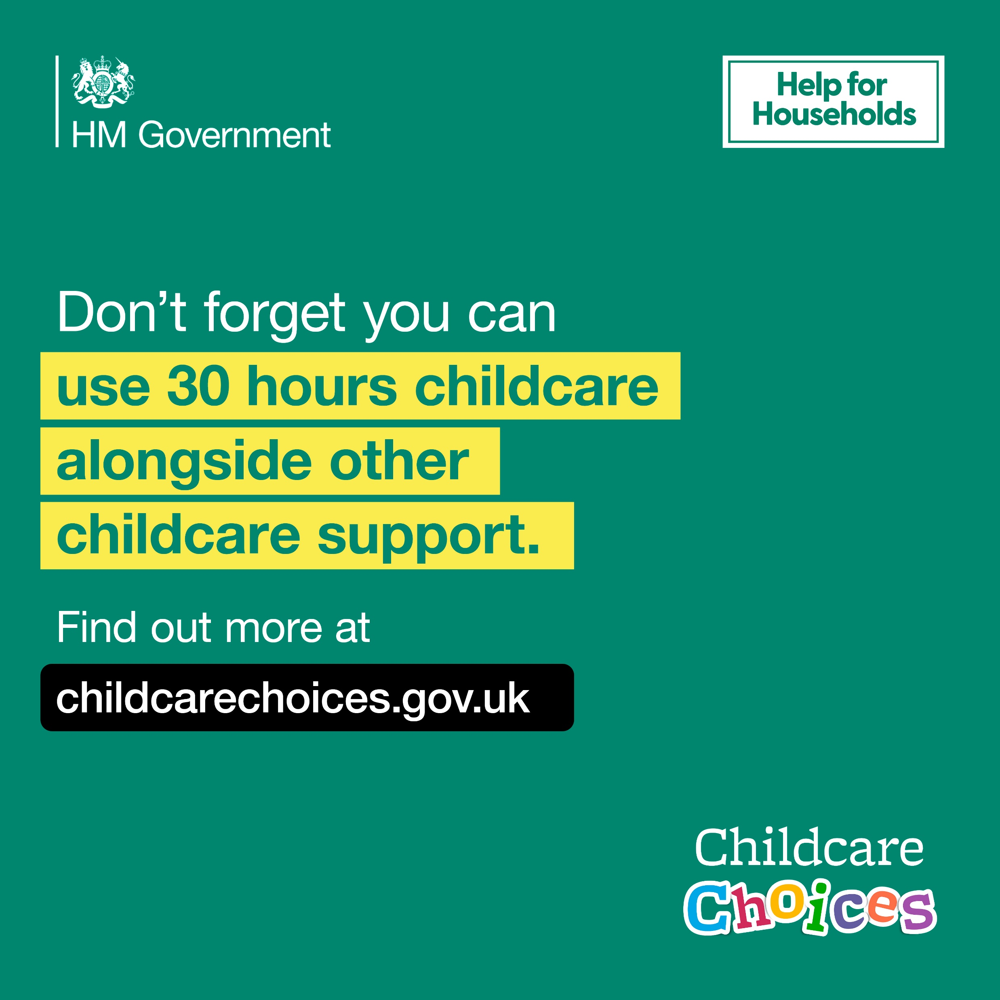 HM Government
Help for
Households
Don’t forget you can
use 30 hours childcare
alongside other
childcare support.
Find out more at
childcarechoices.gov.uk
Childcare
Choices